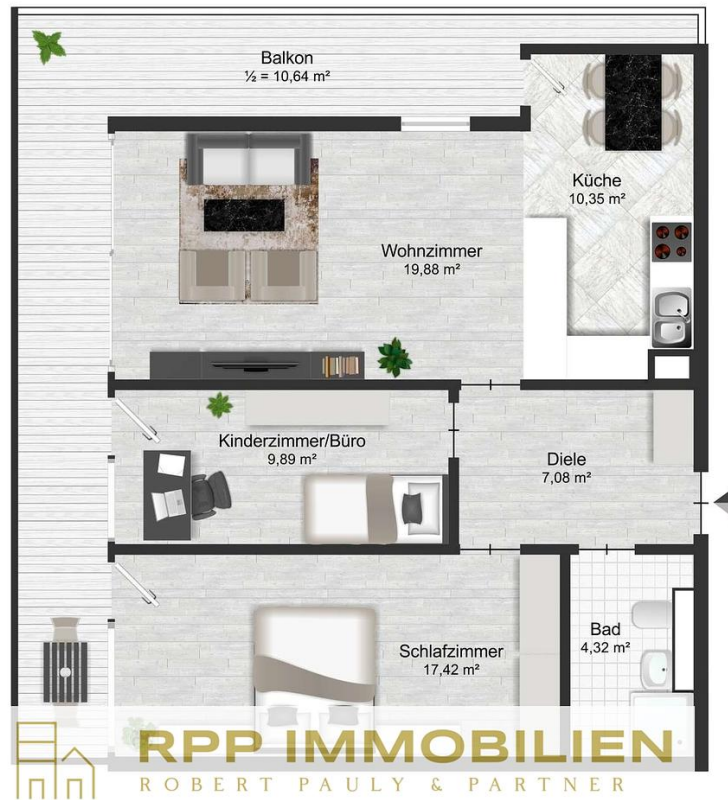 Balkon
½ = 10,64 m²
Küche
10,35 m²
Wohnzimmer
19,88 m²
Kinderzimmer/Büro
9,89 m²
Diele
7,08 m²
Schlafzimmer
17,42 m²
Bad
4,32 m²
RPP IMMOBILIEN
ROBERT PAULY & PARTNER